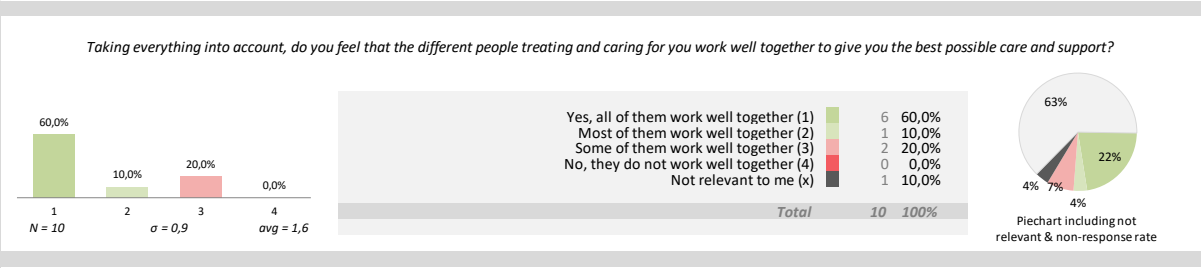 Taking everything into account, do you feel that the different people treating and caring for you work well together to give you the best possible care and support?
60,0%
10,0%
20,0%
0,0%
1 2 3 4
N = 10 σ = 0,9 avg = 1,6
Yes, all of them work well together (1) 6 60,0%
Most of them work well together (2) 1 10,0%
Some of them work well together (3) 2 20,0%
No, they do not work well together (4) 0 0,0%
Not relevant to me (x) 1 10,0%
Total 10 100%
63%
22%
4%
7%
4%
Piechart including not
relevant & non-response rate